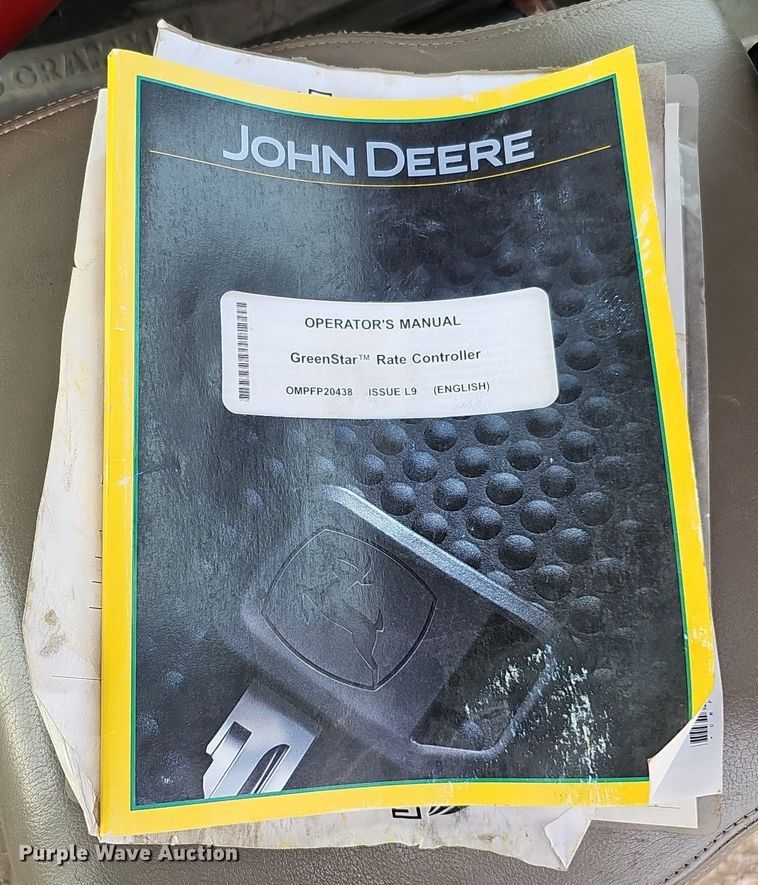 JOHN DEERE
OPERATOR'S MANUAL
GreenStar™ Rate Controller
OMPFP20438 ISSUE L9 (ENGLISH)
Purple Wave Auction